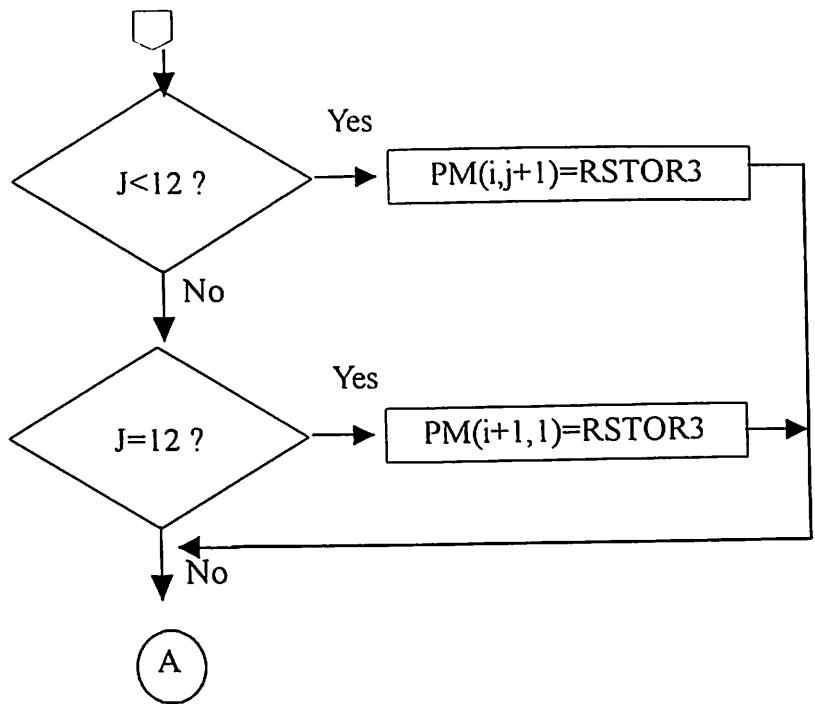 Yes
J<12 ?
PM(i,j+1)=RSTOR3
No
Yes
J=12 ?
PM(i+1,1)=RSTOR3
No
A